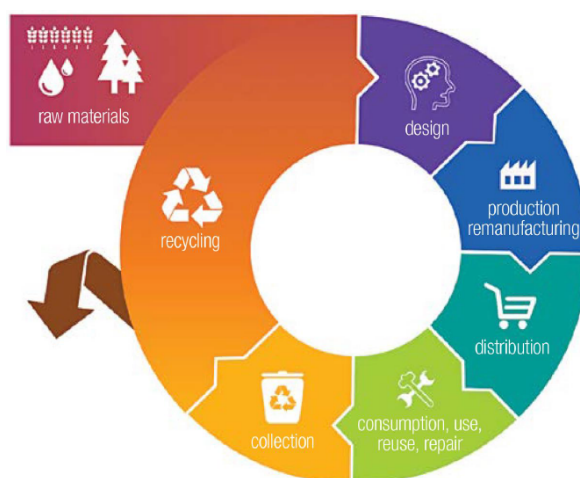 raw materials
design
production
remanufacturing
distribution
consumption, use,
reuse, repair
collection
recycling